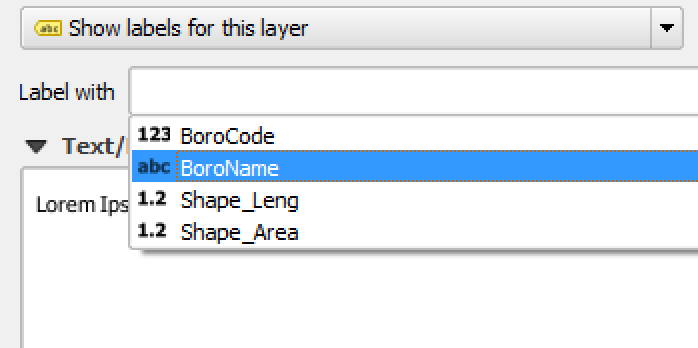 abc Show labels for this layer
Label with
123 BoroCode
Text/
abc BoroName
1.2 Shape_Leng
Lorem Ips
1.2 Shape_Area